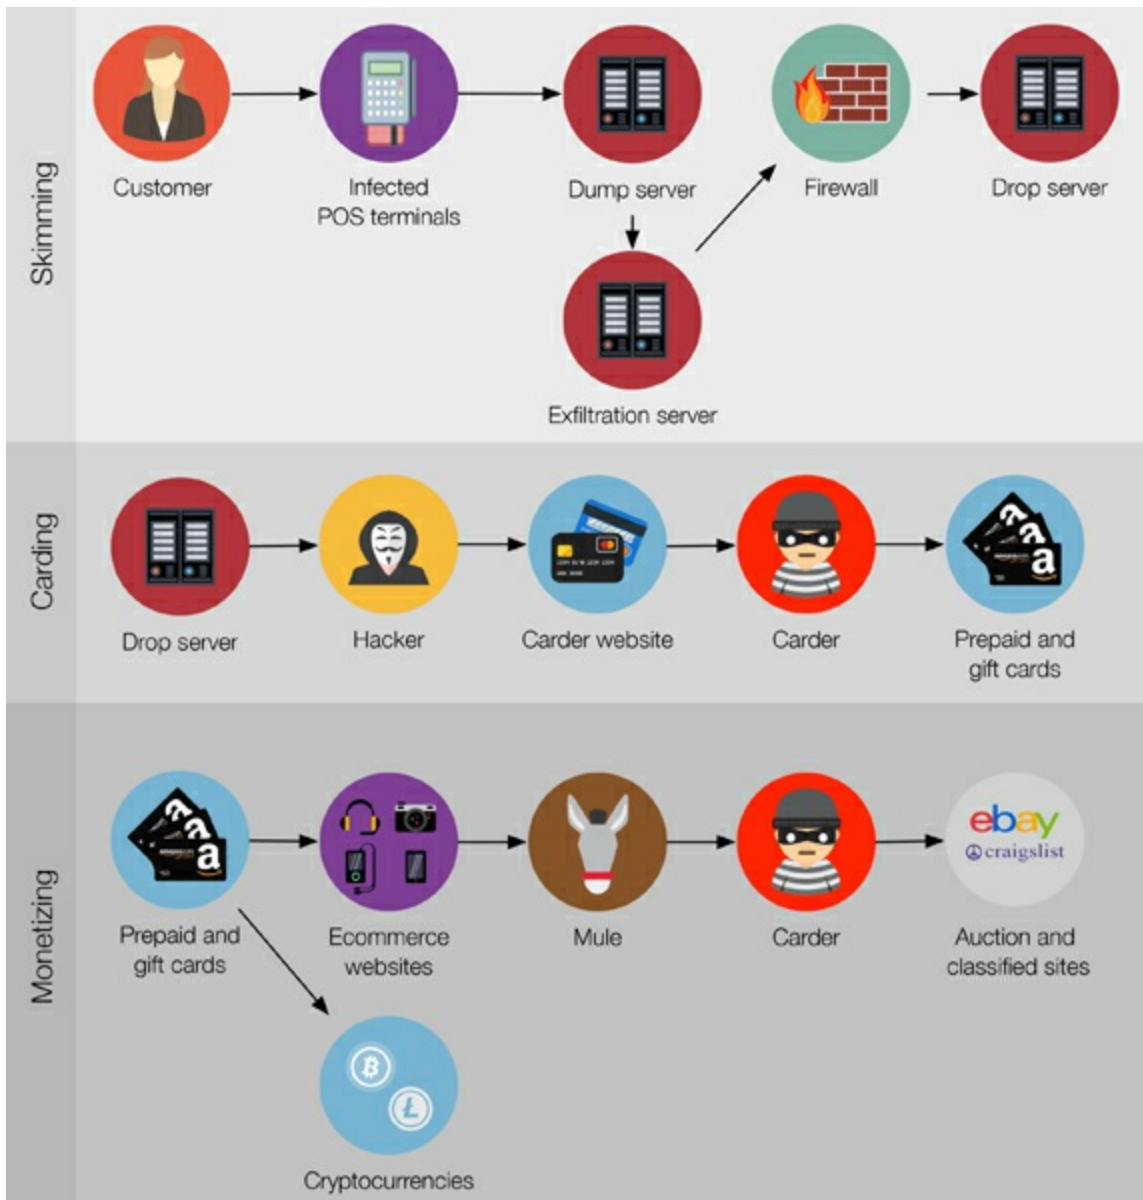 Skimming
Customer
Infected
POS terminals
Dump server
Firewall
Drop server
Exfiltration server
Carding
Drop server
Hacker
Carder website
Carder
Prepaid and
gift cards
Monetizing
ebay
craigslist
Prepaid and
gift cards
Ecommerce
websites
Mule
Carder
Auction and
classified sites
Cryptocurrencies